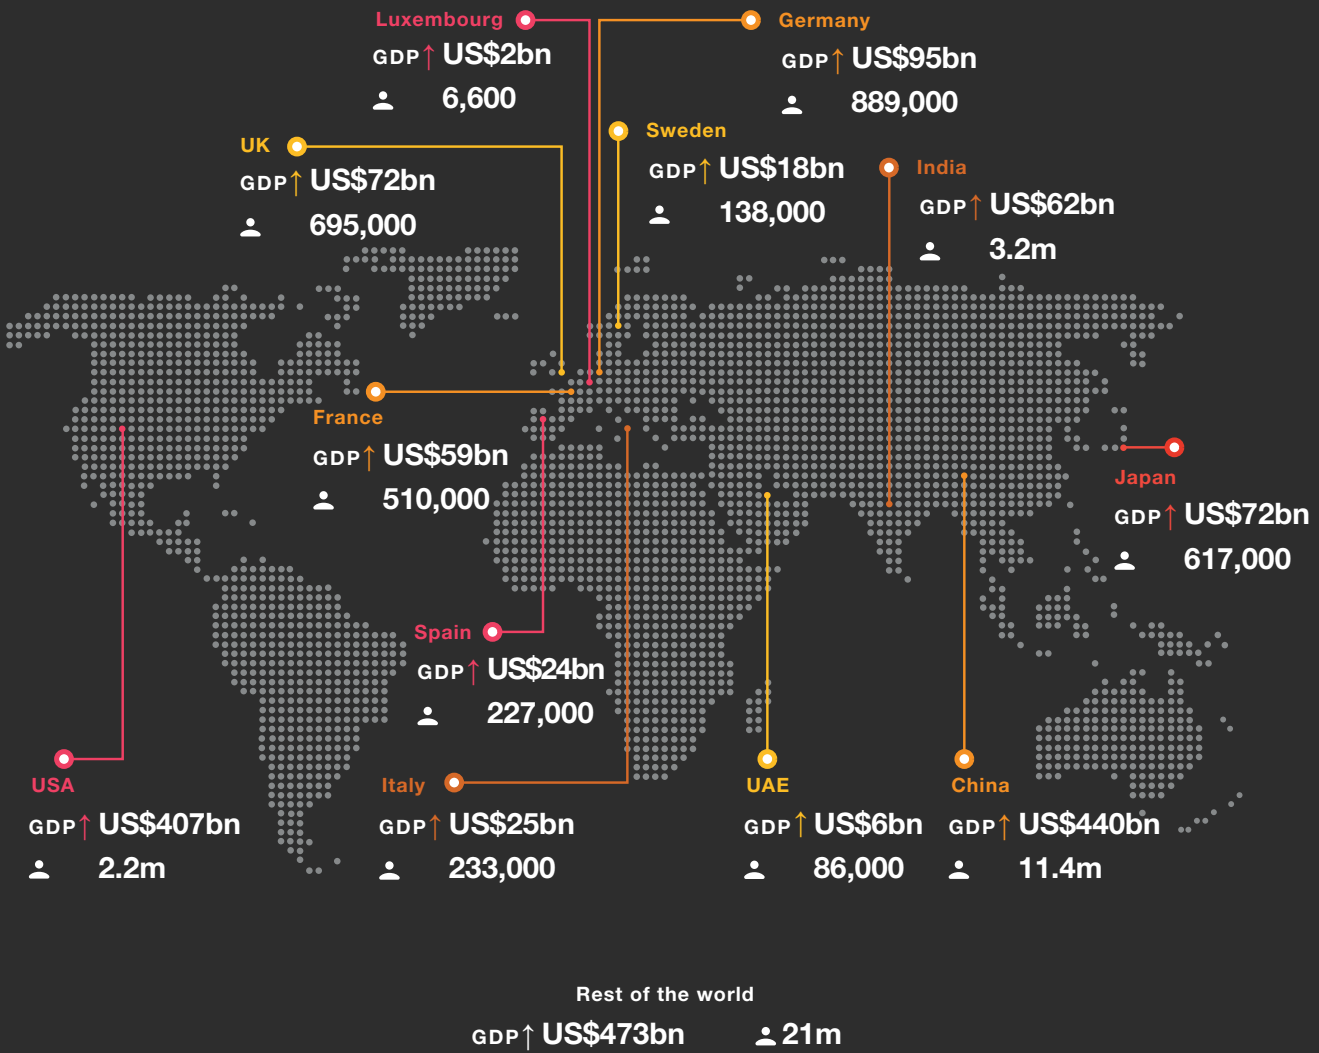 Luxembourg
GDP↑ US$2bn
6,600
Germany
GDP↑ US$95bn
889,000
UK
GDP↑ US$72bn
695,000
Sweden
GDP↑ US$18bn
138,000
India
GDP↑ US$62bn
3.2m
France
GDP↑ US$59bn
510,000
Japan
GDP↑ US$72bn
617,000
Spain
GDP↑ US$24bn
227,000
USA
GDP↑ US$407bn
2.2m
Italy
GDP↑ US$25bn
233,000
UAE
GDP↑ US$6bn
86,000
China
GDP↑ US$440bn
11.4m
Rest of the world
GDP↑ US$473bn 21m